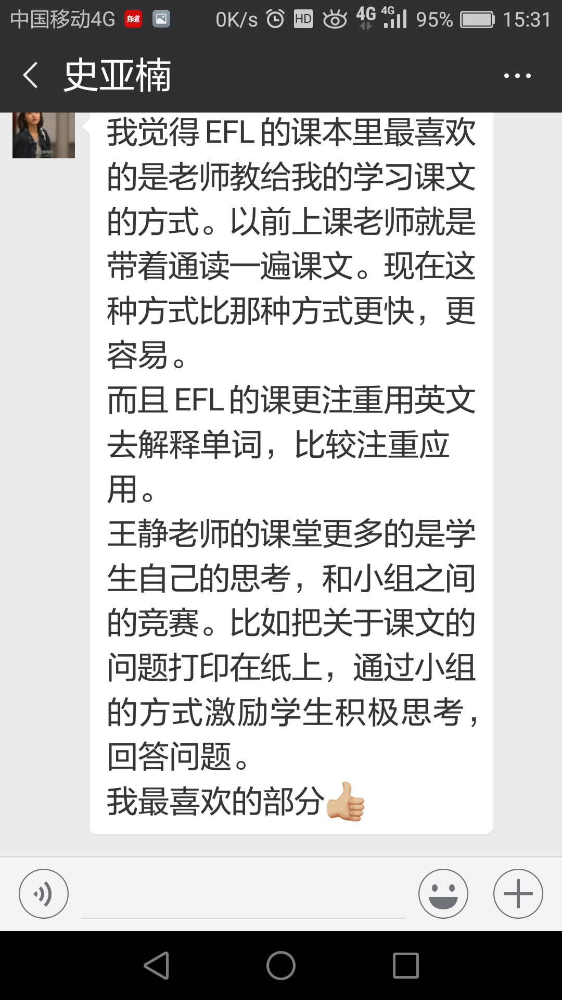 中国移动4G 有道 0K/s HD 4G 4G 95% 15:31
史亚楠
我觉得EFL的课本里最喜欢
的是老师教给我的学习课文
的方式。以前上课老师就是
带着通读一遍课文。现在这
种方式比那种方式更快，更
容易。
而且EFL的课更注重用英文
去解释单词，比较注重应
用。
王静老师的课堂更多的是学
生自己的思考，和小组之间
的竞赛。比如把关于课文的
问题打印在纸上，通过小组
的方式激励学生积极思考，
回答问题。
我最喜欢的部分👍🏼